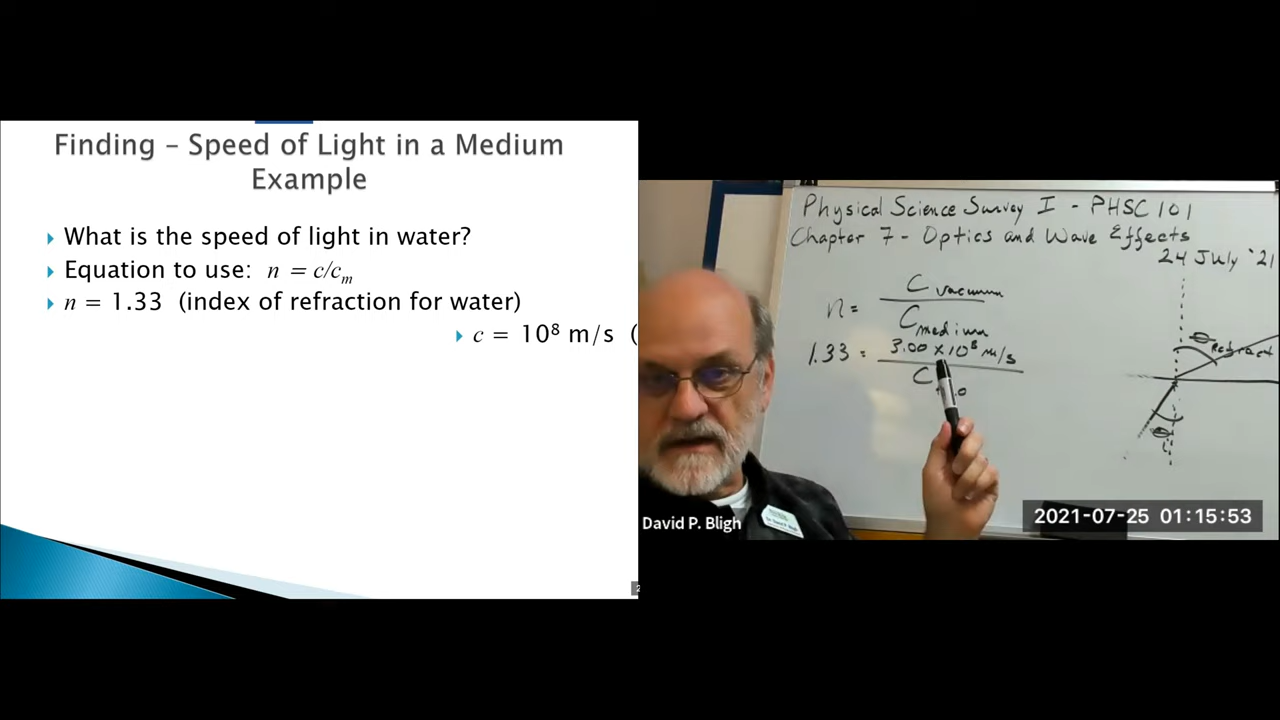 Finding – Speed of Light in a Medium
Example
What is the speed of light in water?
Equation to use: n = c/cₘ
n = 1.33 (index of refraction for water)
c = 10⁸ m/s (
Physical Science Survey I - PHSC 101
Chapter 7 - Optics and Wave Effects
24 July '21
n = C vacuum
C medium
1.33 = 3.00 × 10⁸ m/s
C
θ Refract
θ i
David P. Bligh
2021-07-25 01:15:53